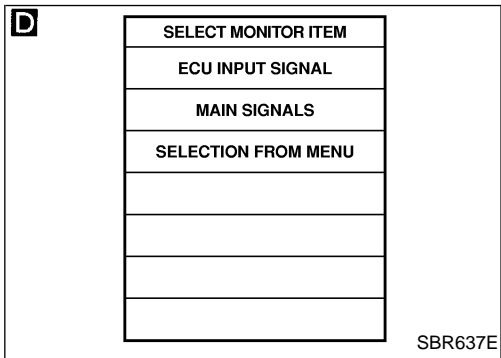 D
SELECT MONITOR ITEM
ECU INPUT SIGNAL
MAIN SIGNALS
SELECTION FROM MENU
SBR637E